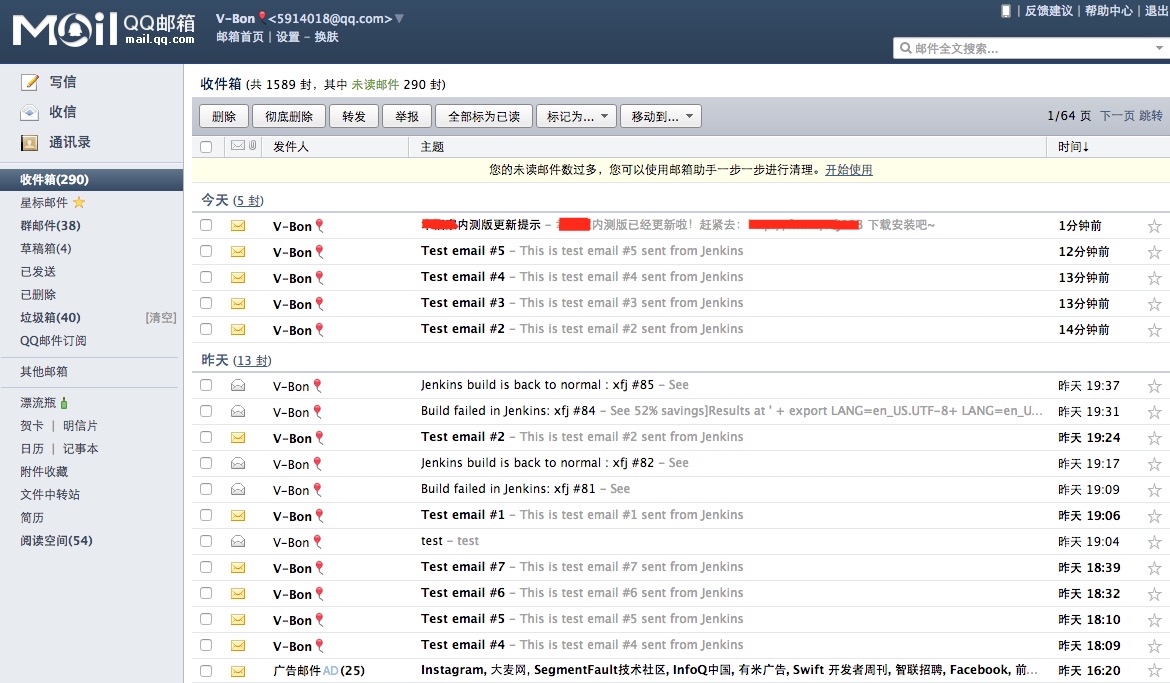 Mail QQ邮箱 mail.qq.com
V-Bon <5914018@qq.com>
邮箱首页 | 设置 - 换肤
| 反馈建议 | 帮助中心 | 退出
邮件全文搜索...
写信
收信
通讯录
收件箱(290)
星标邮件
群邮件(38)
草稿箱(4)
已发送
已删除
垃圾箱(40) [清空]
QQ邮件订阅
其他邮箱
漂流瓶
贺卡 | 明信片
日历 | 记事本
附件收藏
文件中转站
简历
阅读空间(54)
收件箱 (共 1589 封，其中 未读邮件 290 封)
删除 彻底删除 转发 举报 全部标为已读 标记为... 移动到... 1/64 页 下一页 跳转
发件人 主题 时间↓
您的未读邮件数过多，您可以使用邮箱助手一步一步进行清理。开始使用
今天 (5 封)
V-Bon 内测版更新提示 - 内测版已经更新啦！赶紧去： 下载安装吧~ 1分钟前
V-Bon Test email #5 - This is test email #5 sent from Jenkins 12分钟前
V-Bon Test email #4 - This is test email #4 sent from Jenkins 13分钟前
V-Bon Test email #3 - This is test email #3 sent from Jenkins 13分钟前
V-Bon Test email #2 - This is test email #2 sent from Jenkins 14分钟前
昨天 (13 封)
V-Bon Jenkins build is back to normal : xfj #85 - See 昨天 19:37
V-Bon Build failed in Jenkins: xfj #84 - See 52% savings]Results at ' + export LANG=en_US.UTF-8+ LANG=en_U... 昨天 19:31
V-Bon Test email #2 - This is test email #2 sent from Jenkins 昨天 19:24
V-Bon Jenkins build is back to normal : xfj #82 - See 昨天 19:17
V-Bon Build failed in Jenkins: xfj #81 - See 昨天 19:09
V-Bon Test email #1 - This is test email #1 sent from Jenkins 昨天 19:06
V-Bon test - test 昨天 19:04
V-Bon Test email #7 - This is test email #7 sent from Jenkins 昨天 18:39
V-Bon Test email #6 - This is test email #6 sent from Jenkins 昨天 18:32
V-Bon Test email #5 - This is test email #5 sent from Jenkins 昨天 18:10
V-Bon Test email #4 - This is test email #4 sent from Jenkins 昨天 18:09
广告邮件AD(25) Instagram, 大麦网, SegmentFault技术社区, InfoQ中国, 有米广告, Swift 开发者周刊, 智联招聘, Facebook, 前... 昨天 16:20